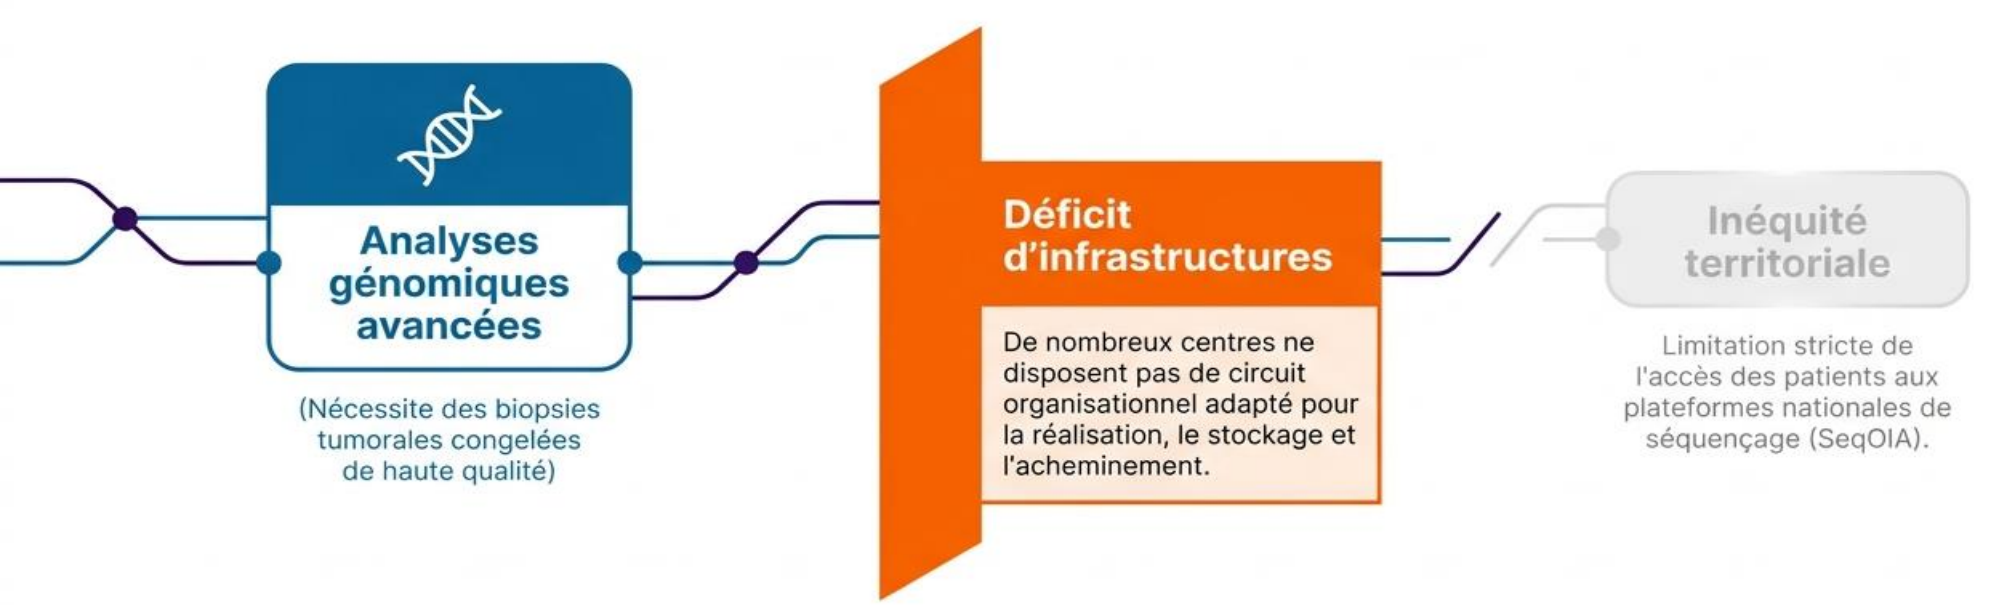 Analyses
génomiques
avancées
(Nécessite des biopsies
tumorales congelées
de haute qualité)
Déficit
d’infrastructures
De nombreux centres ne
disposent pas de circuit
organisationnel adapté pour
la réalisation, le stockage et
l'acheminement.
Inéquité
territoriale
Limitation stricte de
l'accès des patients aux
plateformes nationales de
séquençage (SeqOIA).